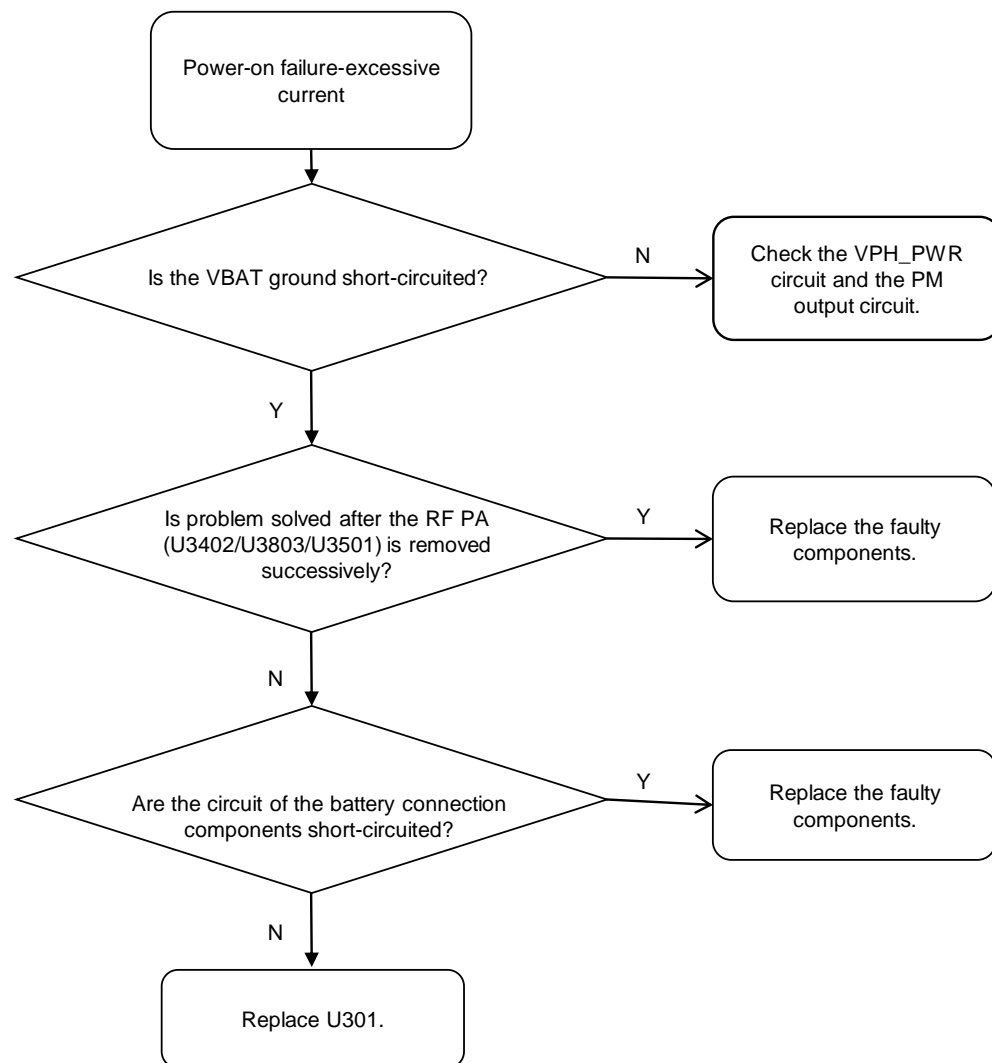 Power-on failure-excessive
current
Is the VBAT ground short-circuited?
N
Check the VPH_PWR
circuit and the PM
output circuit.
Y
Is problem solved after the RF PA
(U3402/U3803/U3501) is removed
successively?
Y
Replace the faulty
components.
N
Are the circuit of the battery connection
components short-circuited?
Y
Replace the faulty
components.
N
Replace U301.